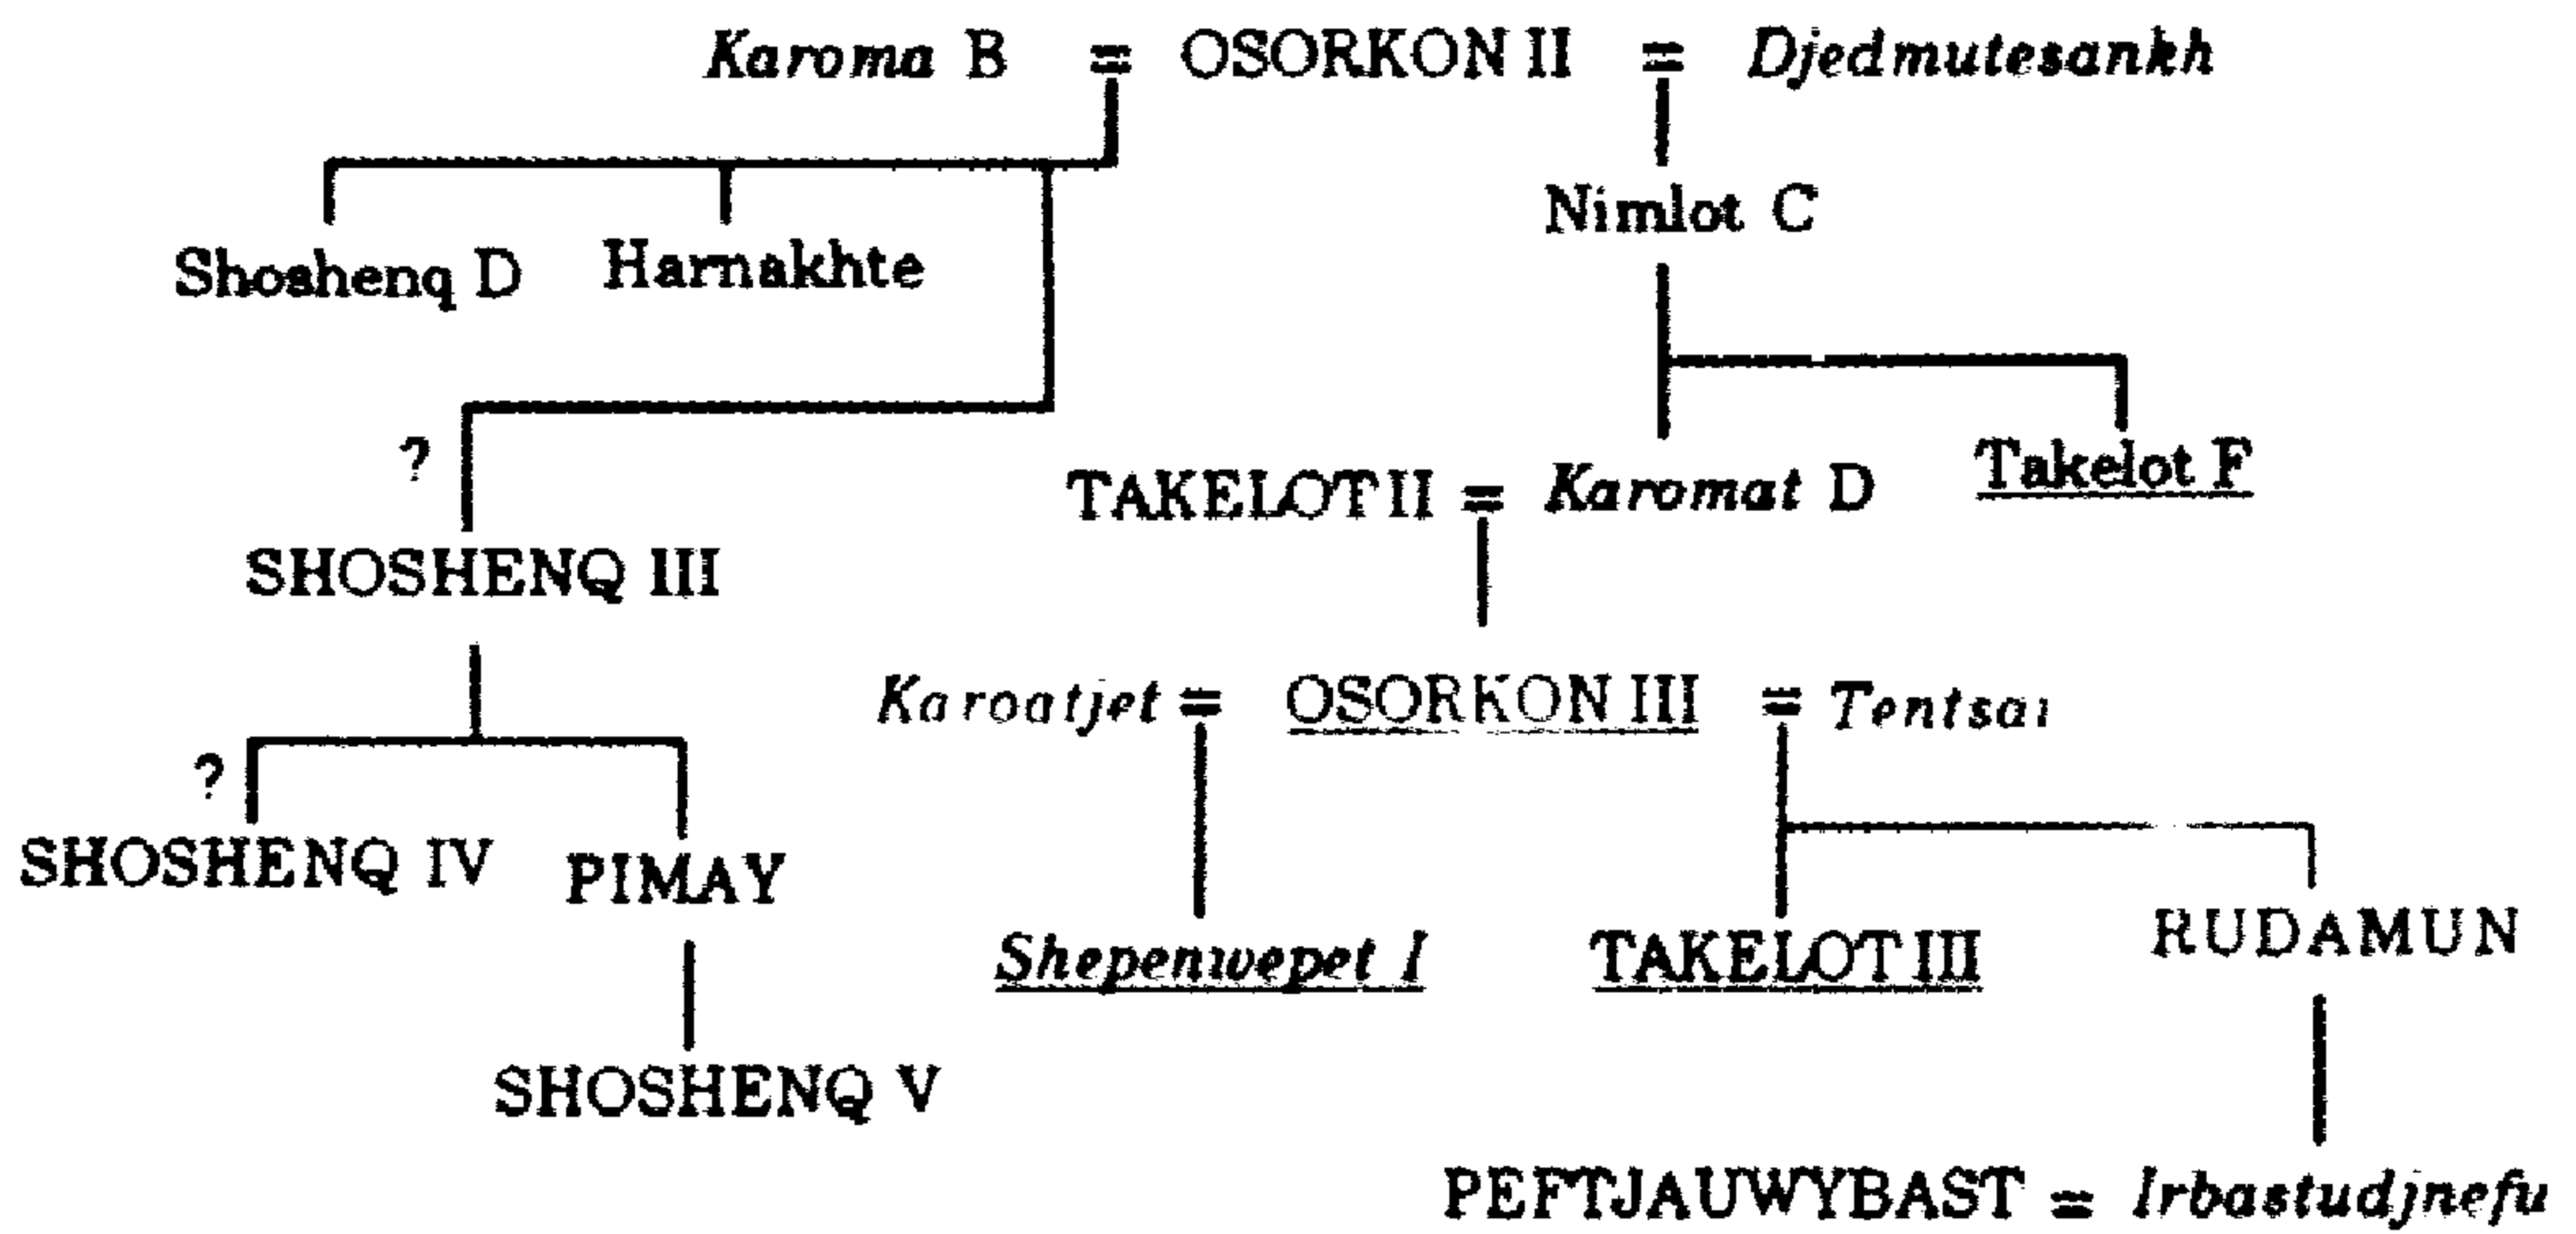 Karoma B = OSORKON II = Djedmutesankh
Nimlot C
Shoshenq D Harnakhte
? TAKELOT II = Karomat D Takelot F
SHOSHENQ III
Karoatjet = OSORKON III = Tentsai
?
SHOSHENQ IV PIMAY
Shepenwepet I TAKELOT III RUDAMUN
SHOSHENQ V
PEFTJAUWYBAST = Irbastudjnefu